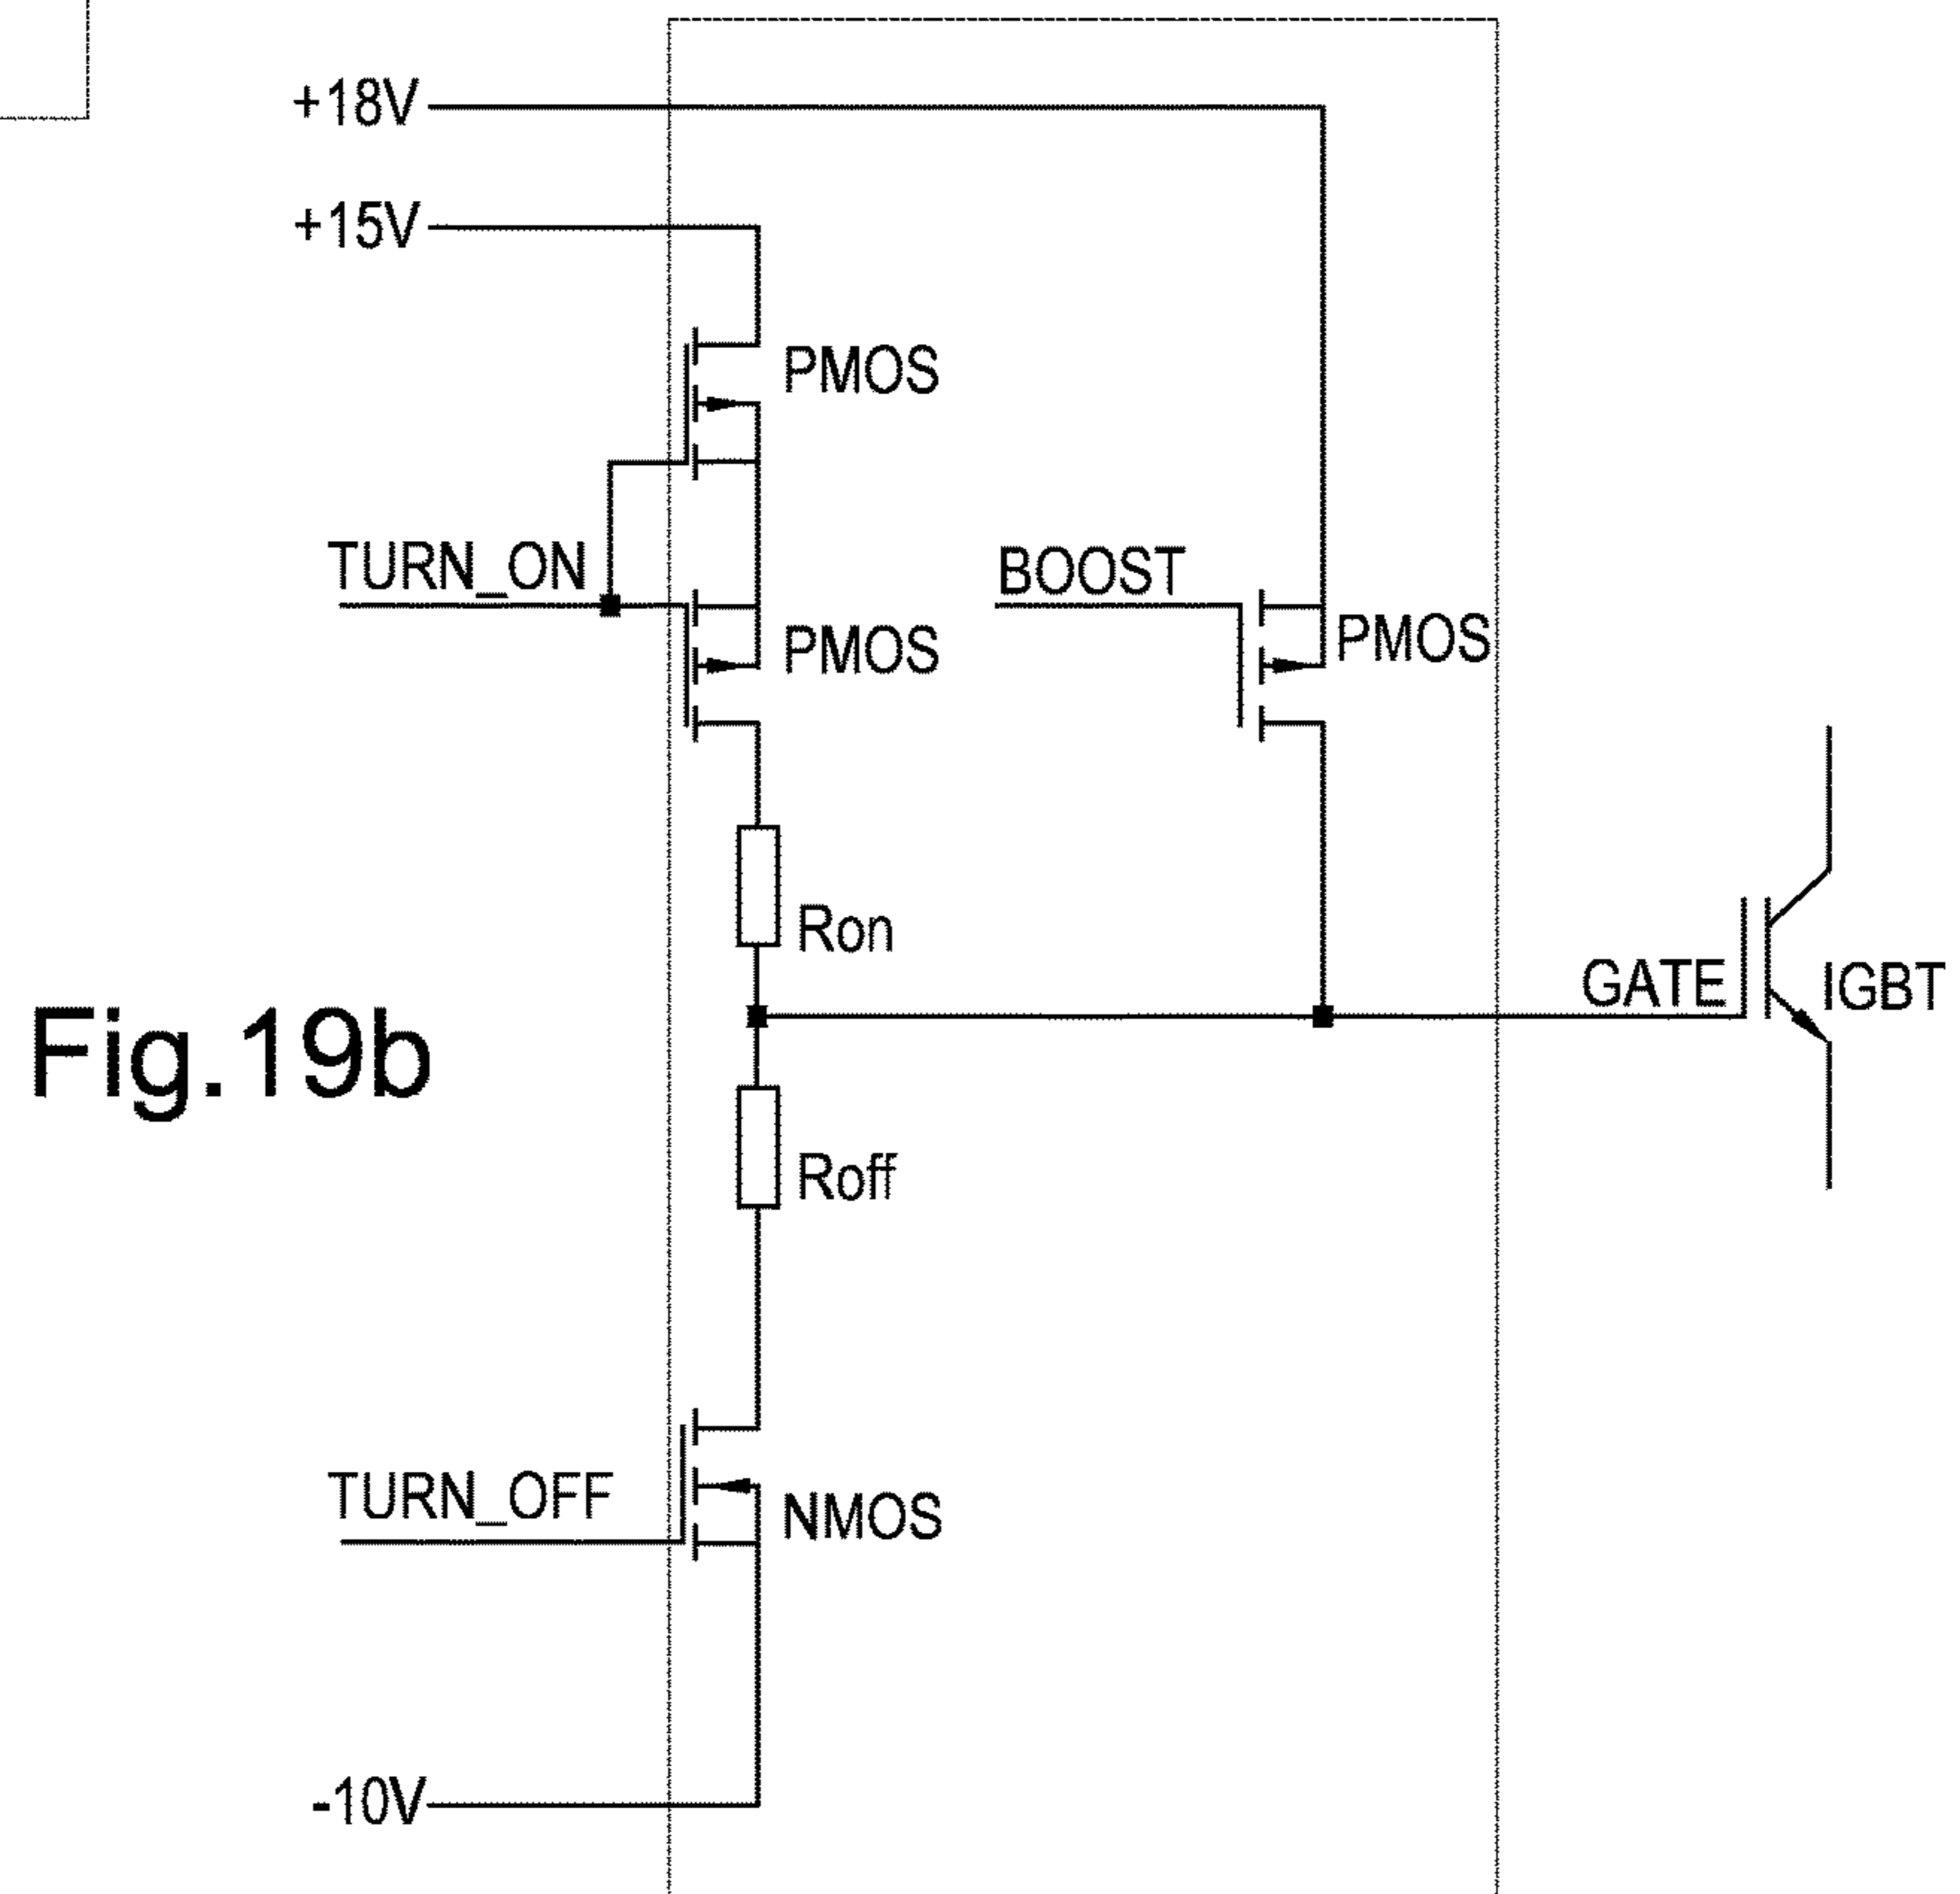 +18V
+15V
PMOS
TURN_ON
BOOST
PMOS
PMOS
Ron
GATE
IGBT
Fig.19b
Roff
TURN_OFF
NMOS
-10V